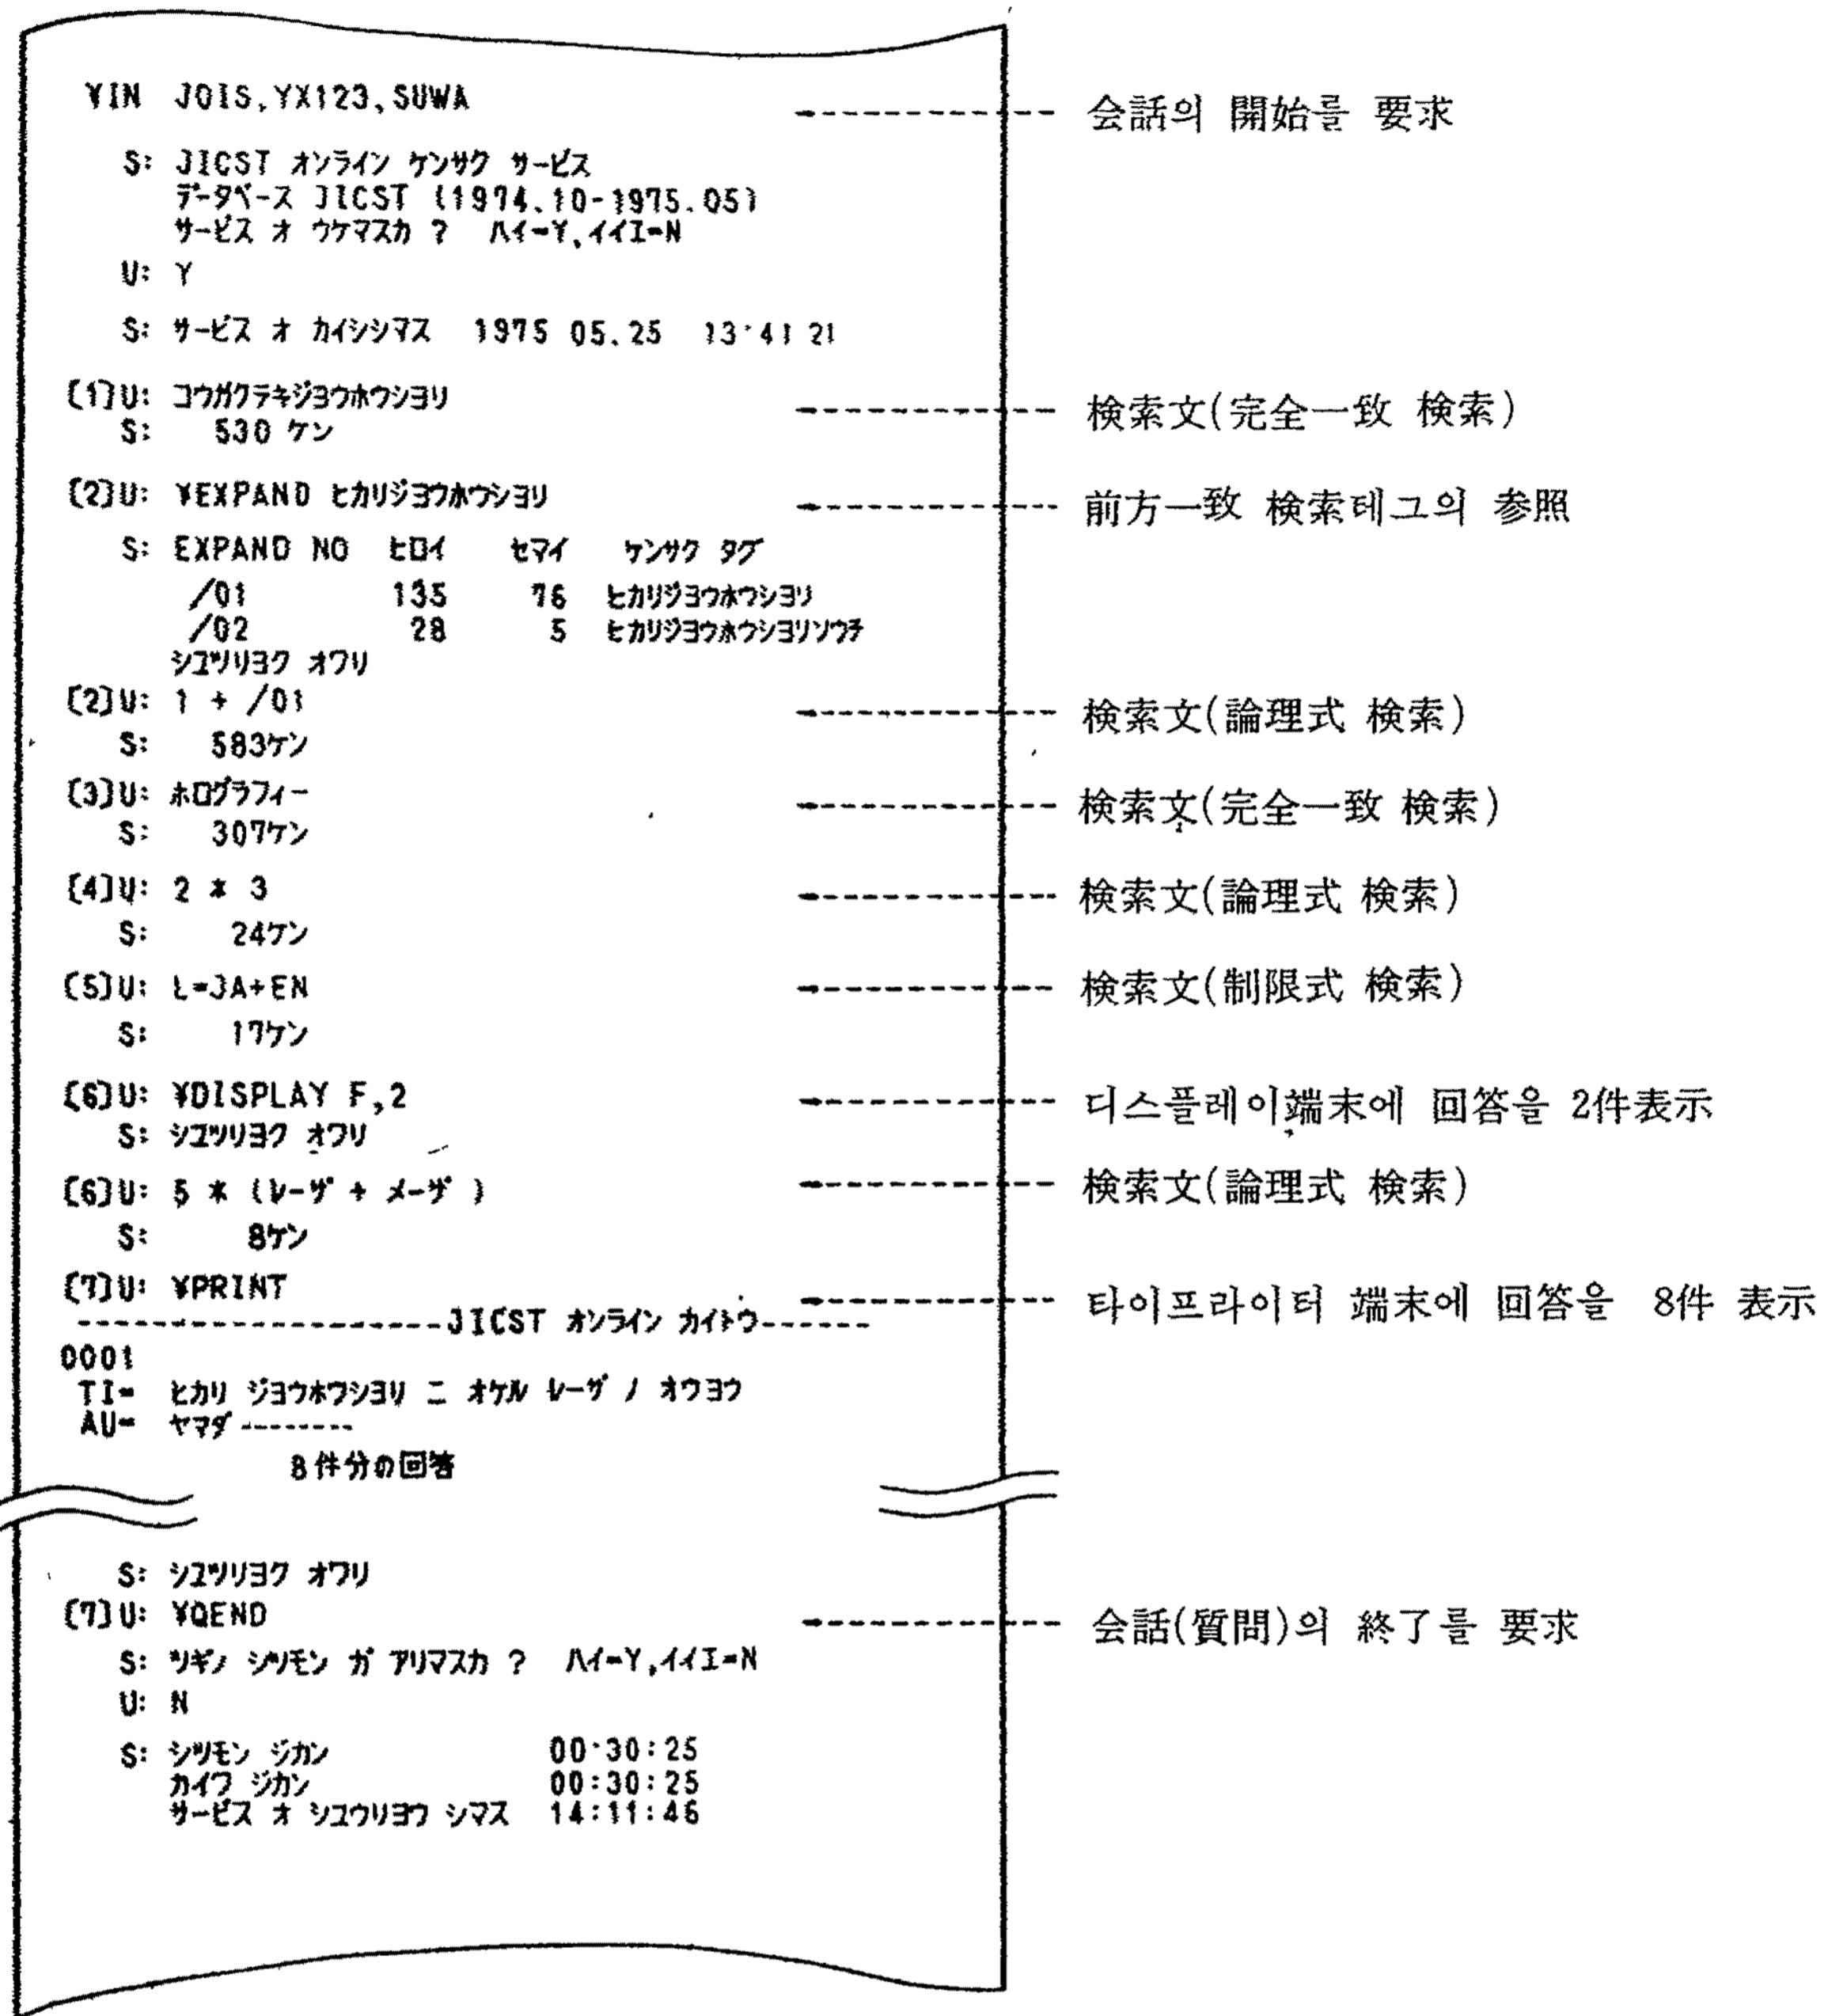 ¥IN JOIS,YX123,SUWA 会話의 開始를 要求
S: JICST オンライン ケンサク サービス
データベース JICST (1974.10-1975.05)
サービス オ ウケマスカ ? ハイ=Y,イイエ=N
U: Y
S: サービス オ カイシシマス 1975 05.25 13:41 21
[1]U: コウガクテキジヨウホウシヨリ 検索文(完全一致 検索)
S: 530 ケン
[2]U: ¥EXPAND ヒカリジヨウホウシヨリ 前方一致 検索테그의 参照
S: EXPAND NO ヒロイ セマイ ケンサク タグ
/01 135 76 ヒカリジヨウホウシヨリ
/02 28 5 ヒカリジヨウホウシヨリソウチ
シユツリヨク オワリ
[2]U: 1 + /01 検索文(論理式 検索)
S: 583ケン
[3]U: ホログラフィー 検索文(完全一致 検索)
S: 307ケン
[4]U: 2 * 3 検索文(論理式 検索)
S: 24ケン
[5]U: L=JA+EN 検索文(制限式 検索)
S: 17ケン
[6]U: ¥DISPLAY F,2 디스플레이端末에 回答을 2件表示
S: シユツリヨク オワリ
[6]U: 5 * (レーザ + メーザ ) 検索文(論理式 検索)
S: 8ケン
[7]U: ¥PRINT 타이프라이터 端末에 回答을 8件 表示
--------------------JICST オンライン カイトウ------
0001
TI= ヒカリ ジヨウホウシヨリ ニ オケル レーザ ノ オウヨウ
AU= ヤマダ--------
8件分の回答
S: シユツリヨク オワリ
[7]U: ¥QEND 会話(質問)의 終了를 要求
S: ツギノ シツモン ガ アリマスカ ? ハイ=Y,イイエ=N
U: N
S: シツモン ジカン 00:30:25
カイワ ジカン 00:30:25
サービス オ シユウリヨウ シマス 14:11:46